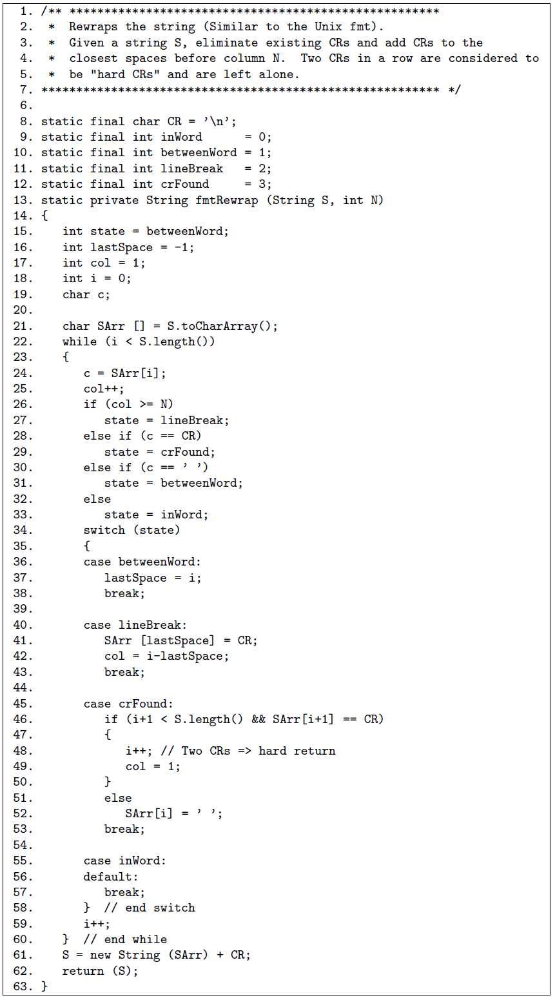 1. /** *****************************************************
2.  *  Rewraps the string (Similar to the Unix fmt).
3.  *  Given a string S, eliminate existing CRs and add CRs to the
4.  *  closest spaces before column N.  Two CRs in a row are considered to
5.  *  be "hard CRs" and are left alone.
7. ********************************************************* */
6.
8. static final char CR = ’\n’;
9. static final int inWord      = 0;
10. static final int betweenWord = 1;
11. static final int lineBreak   = 2;
12. static final int crFound     = 3;
13. static private String fmtRewrap (String S, int N)
14. {
15.    int state = betweenWord;
16.    int lastSpace = -1;
17.    int col = 1;
18.    int i = 0;
19.    char c;
20.
21.    char SArr [] = S.toCharArray();
22.    while (i < S.length())
23.    {
24.       c = SArr[i];
25.       col++;
26.       if (col >= N)
27.          state = lineBreak;
28.       else if (c == CR)
29.          state = crFound;
30.       else if (c == ’ ’)
31.          state = betweenWord;
32.       else
33.          state = inWord;
34.       switch (state)
35.       {
36.       case betweenWord:
37.          lastSpace = i;
38.          break;
39.
40.       case lineBreak:
41.          SArr [lastSpace] = CR;
42.          col = i-lastSpace;
43.          break;
44.
45.       case crFound:
46.          if (i+1 < S.length() && SArr[i+1] == CR)
47.          {
48.             i++; // Two CRs => hard return
49.             col = 1;
50.          }
51.          else
52.             SArr[i] = ’ ’;
53.          break;
54.
55.       case inWord:
56.       default:
57.          break;
58.       }  // end switch
59.       i++;
60.    }  // end while
61.    S = new String (SArr) + CR;
62.    return (S);
63. }